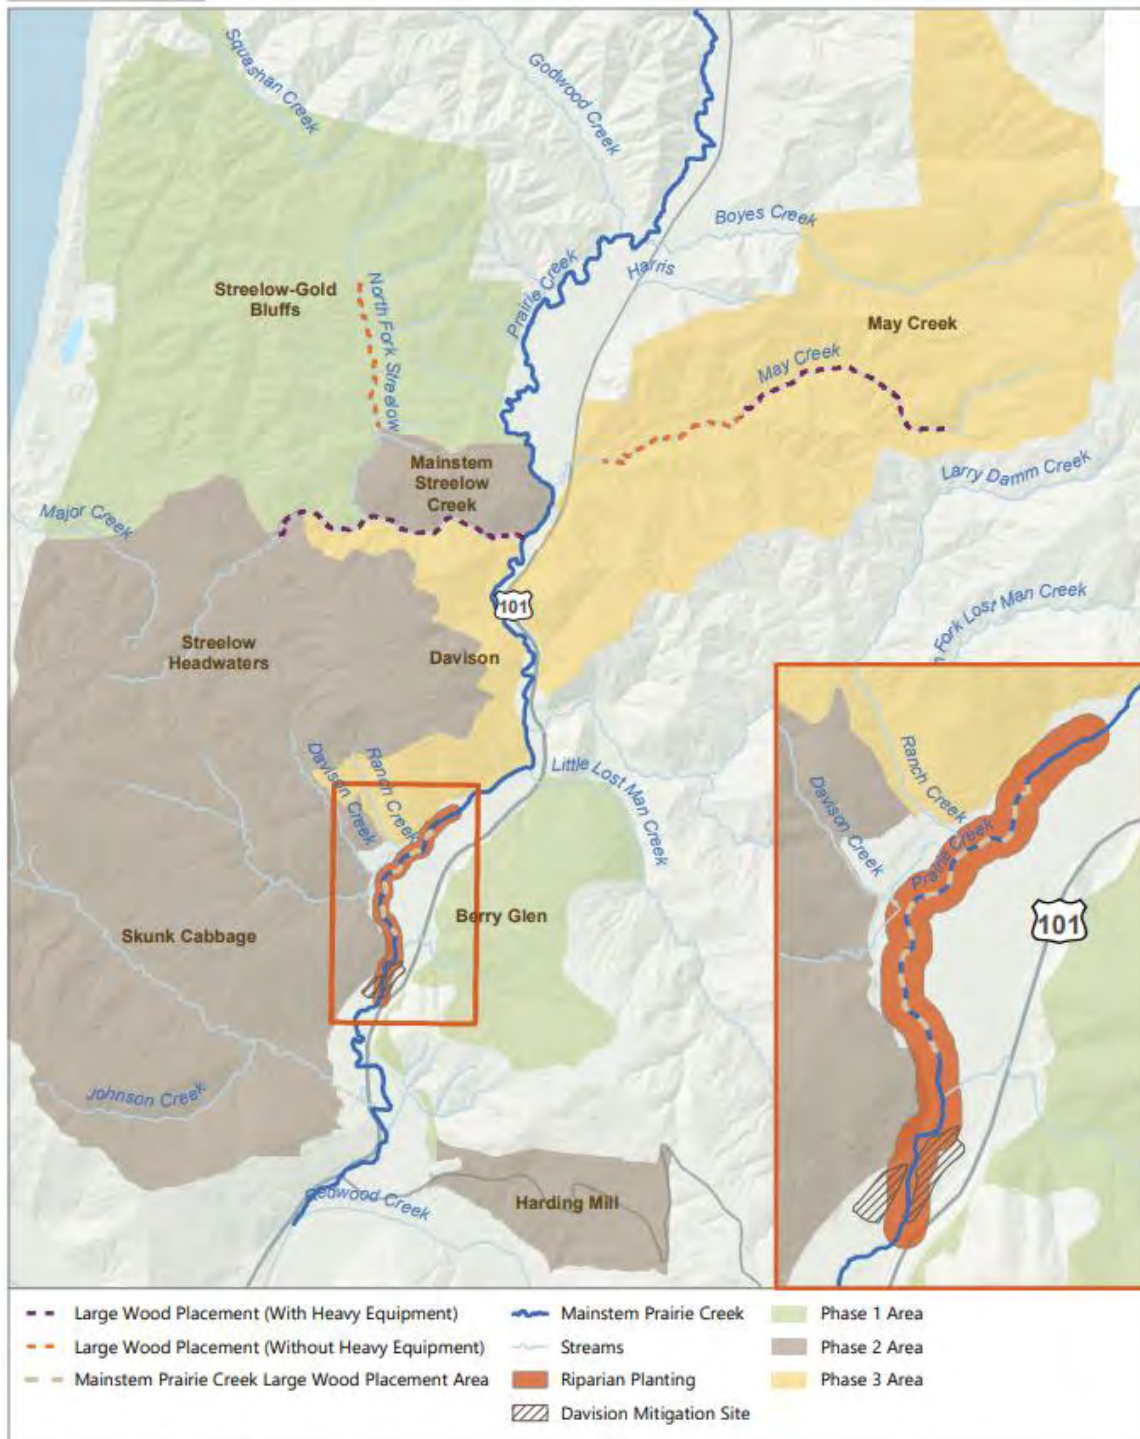 Squashan Creek
Godwood Creek
Boyes Creek
Harris
Prairie Creek
Streelow-Gold
Bluffs
North Fork Streelow
May Creek
May Creek
Mainstem
Streelow
Creek
Larry Damm Creek
Major Creek
Fork Lost Man Creek
101
Streelow
Headwaters
Davison
Little Lost Man Creek
Davison Creek
Ranch Creek
Ranch Creek
Davison Creek
Prairie Creek
101
Berry Glen
Skunk Cabbage
Johnson Creek
Redwood Creek
Harding Mill
Large Wood Placement (With Heavy Equipment)
Large Wood Placement (Without Heavy Equipment)
Mainstem Prairie Creek Large Wood Placement Area
Mainstem Prairie Creek
Streams
Riparian Planting
Davision Mitigation Site
Phase 1 Area
Phase 2 Area
Phase 3 Area